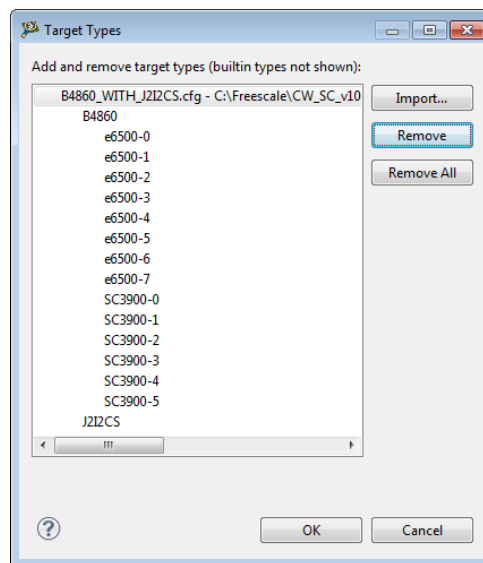 Target Types
Add and remove target types (builtin types not shown):
B4860_WITH_J2I2CS.cfg - C:\Freescale\CW_SC_v10
Import...
B4860
Remove
e6500-0
e6500-1
Remove All
e6500-2
e6500-3
e6500-4
e6500-5
e6500-6
e6500-7
SC3900-0
SC3900-1
SC3900-2
SC3900-3
SC3900-4
SC3900-5
J2I2CS
?
OK
Cancel